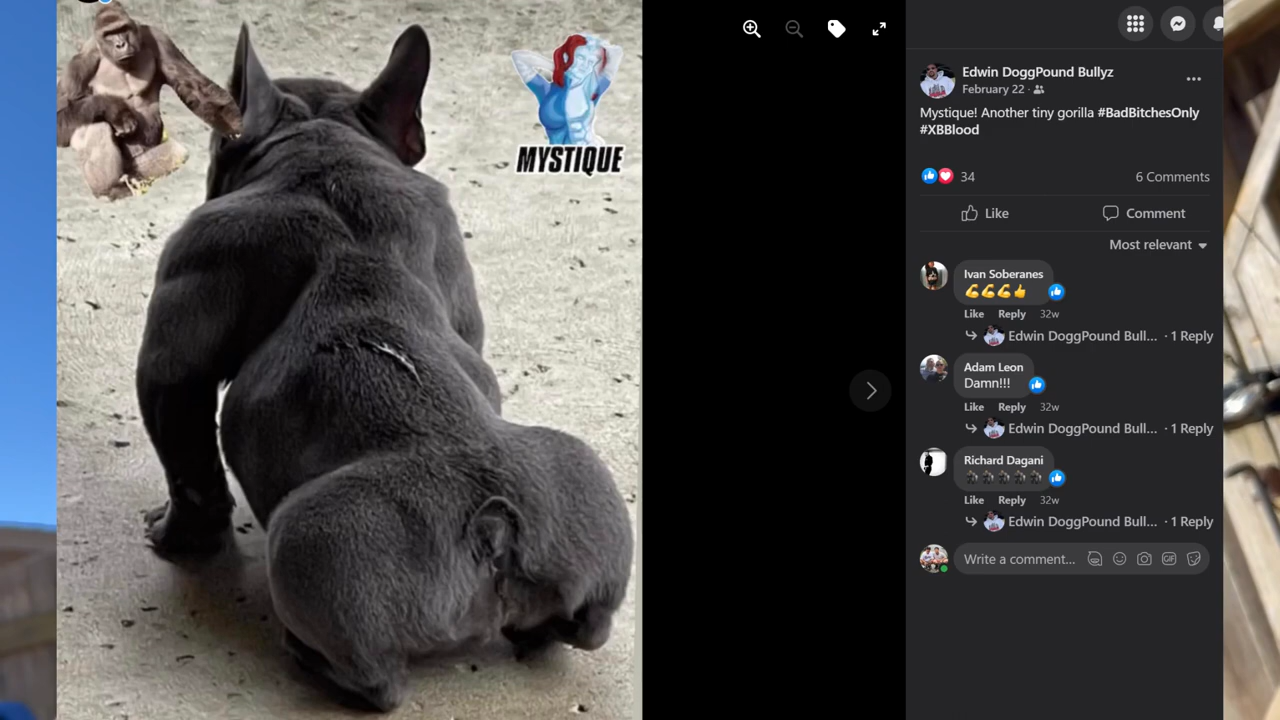 MYSTIQUE
Edwin DoggPound Bullyz
February 22 ·
Mystique! Another tiny gorilla #BadBitchesOnly
#XBBlood
34
6 Comments
Like
Comment
Most relevant
Ivan Soberanes
💪💪💪👍
Like Reply 32w
Edwin DoggPound Bull... · 1 Reply
Adam Leon
Damn!!!
Like Reply 32w
Edwin DoggPound Bull... · 1 Reply
Richard Dagani
🦍🦍🦍🦍🦍
Like Reply 32w
Edwin DoggPound Bull... · 1 Reply
Write a comment...
GIF